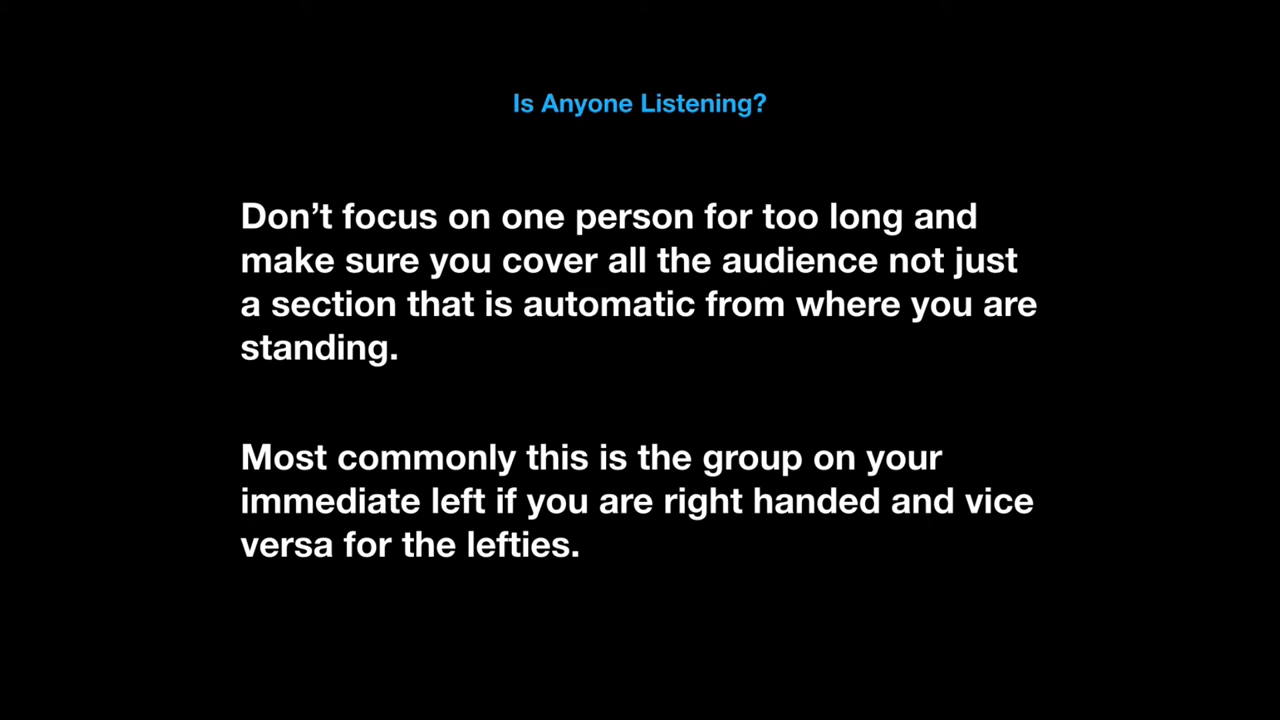 Is Anyone Listening?
Don’t focus on one person for too long and
make sure you cover all the audience not just
a section that is automatic from where you are
standing.
Most commonly this is the group on your
immediate left if you are right handed and vice
versa for the lefties.